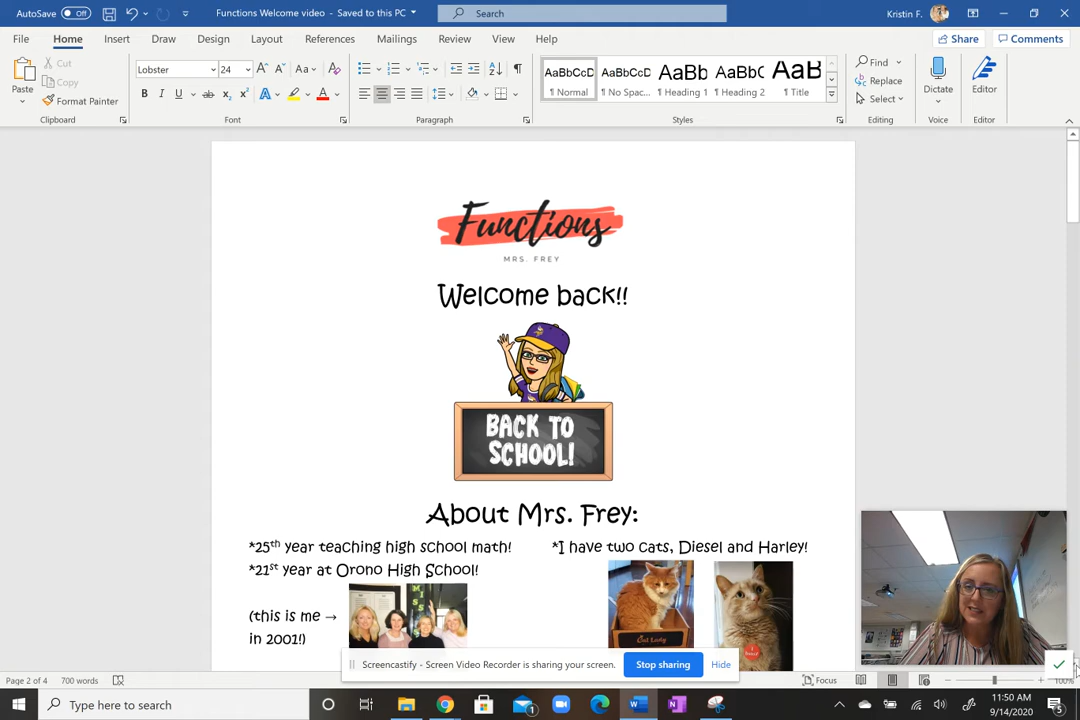 AutoSave Off
Functions Welcome video - Saved to this PC
Search
Kristin F.
File Home Insert Draw Design Layout References Mailings Review View Help
Share Comments
Paste
Cut
Copy
Format Painter
Clipboard
Lobster 24
Font
Paragraph
AaBbCcD AaBbCcD AaBb( AaBbC AaB
¶ Normal ¶ No Spac... Heading 1 ¶ Heading 2 ¶ Title
Styles
Find
Replace
Select
Editing
Dictate
Voice
Editor
Editor
Functions
MRS. FREY
Welcome back!!
BACK TO
SCHOOL!
About Mrs. Frey:
*25th year teaching high school math!
*21st year at Orono High School!
(this is me →
in 2001!)
*I have two cats, Diesel and Harley!
Cat Lady
Screencastify - Screen Video Recorder is sharing your screen.
Stop sharing
Hide
Page 2 of 4 700 words
Focus
100%
Type here to search
11:50 AM
9/14/2020